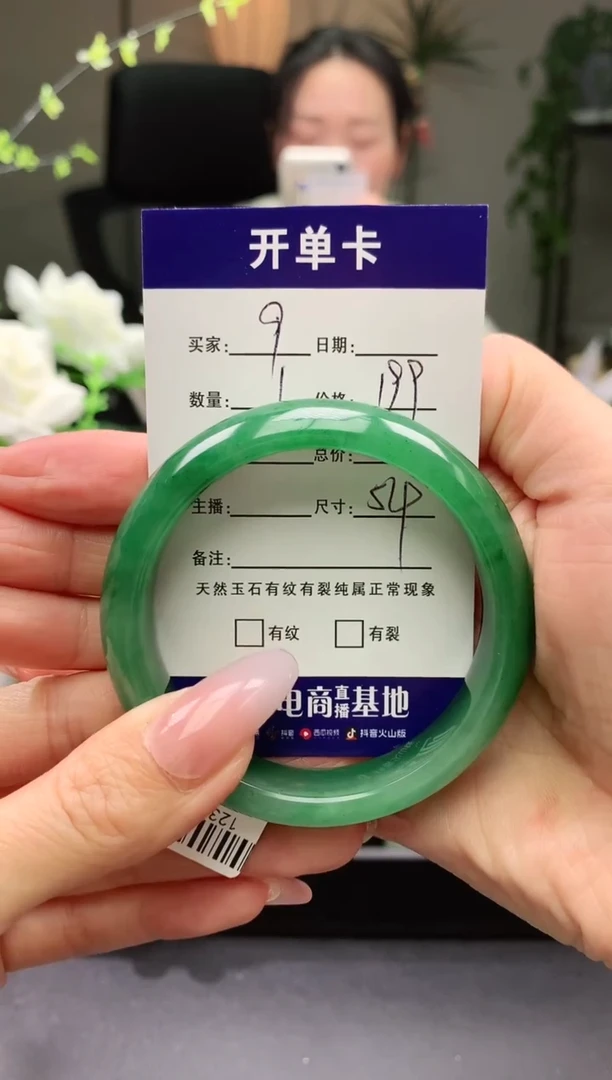 开单卡
买家: 9 日期:
数量: 1 价格: 199
总价:
主播: 尺寸: 54
备注:
天然玉石有纹有裂纯属正常现象
有纹 有裂
电商直播基地
抖音 西瓜视频 抖音火山版
123